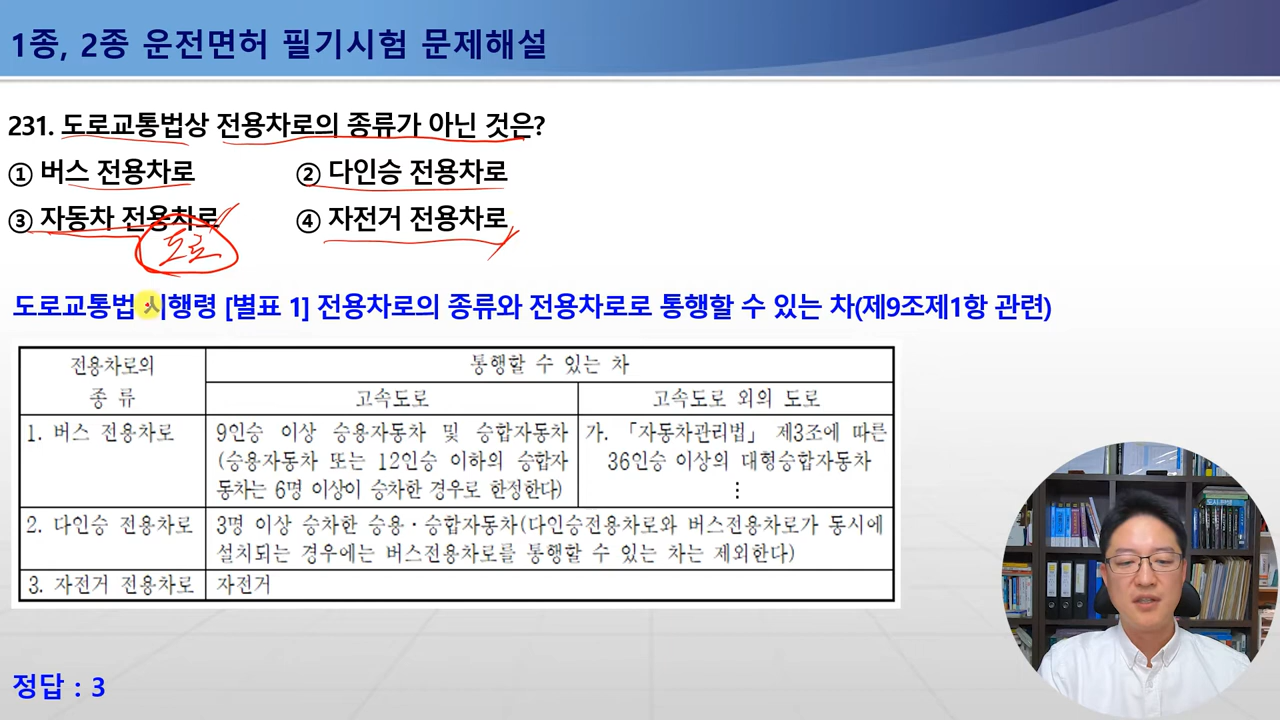 1종, 2종 운전면허 필기시험 문제해설
231. 도로교통법상 전용차로의 종류가 아닌 것은?
① 버스 전용차로 ② 다인승 전용차로
③ 자동차 전용차로 ④ 자전거 전용차로
도로
도로교통법 시행령 [별표 1] 전용차로의 종류와 전용차로로 통행할 수 있는 차(제9조제1항 관련)
전용차로의 종 류
통행할 수 있는 차
고속도로
고속도로 외의 도로
1. 버스 전용차로
9인승 이상 승용자동차 및 승합자동차
(승용자동차 또는 12인승 이하의 승합자
동차는 6명 이상이 승차한 경우로 한정한다)
가. 「자동차관리법」 제3조에 따른
36인승 이상의 대형승합자동차
⋮
2. 다인승 전용차로
3명 이상 승차한 승용·승합자동차(다인승전용차로와 버스전용차로가 동시에
설치되는 경우에는 버스전용차로를 통행할 수 있는 차는 제외한다)
3. 자전거 전용차로
자전거
정답 : 3